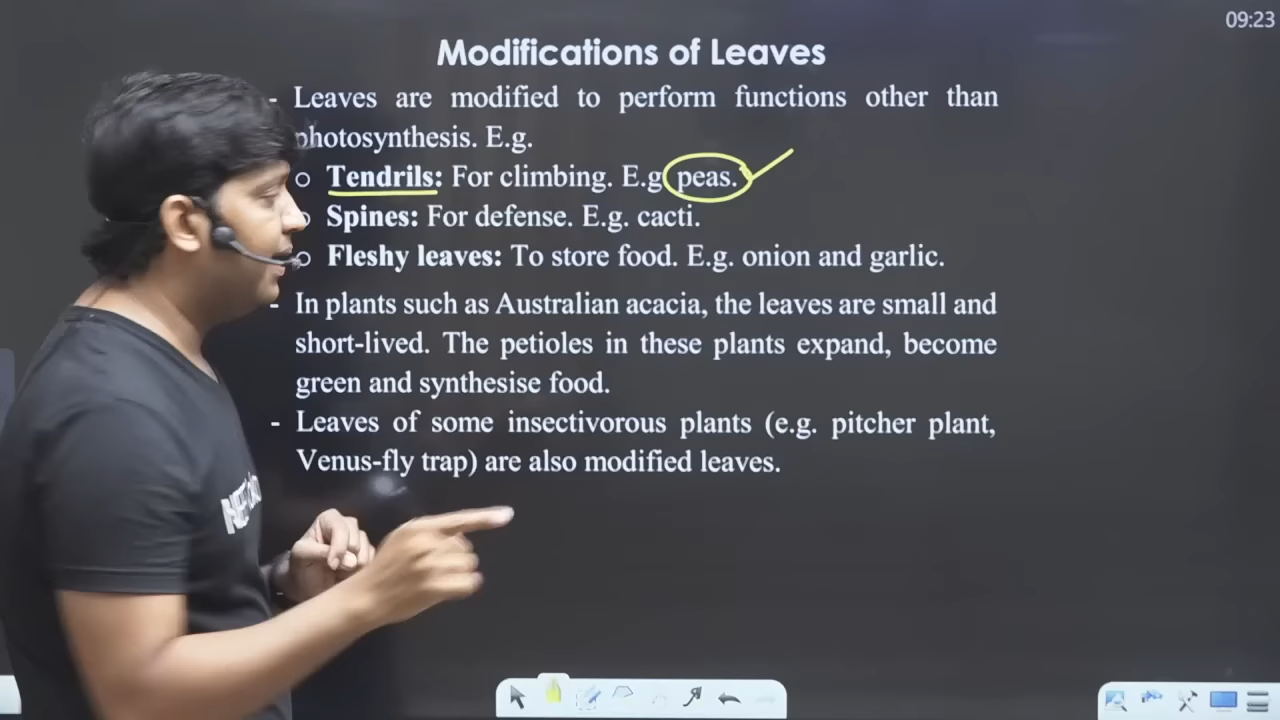 09:23
Modifications of Leaves
- Leaves are modified to perform functions other than
photosynthesis. E.g.
o Tendrils: For climbing. E.g peas.
o Spines: For defense. E.g. cacti.
o Fleshy leaves: To store food. E.g. onion and garlic.
- In plants such as Australian acacia, the leaves are small and
short-lived. The petioles in these plants expand, become
green and synthesise food.
- Leaves of some insectivorous plants (e.g. pitcher plant,
Venus-fly trap) are also modified leaves.